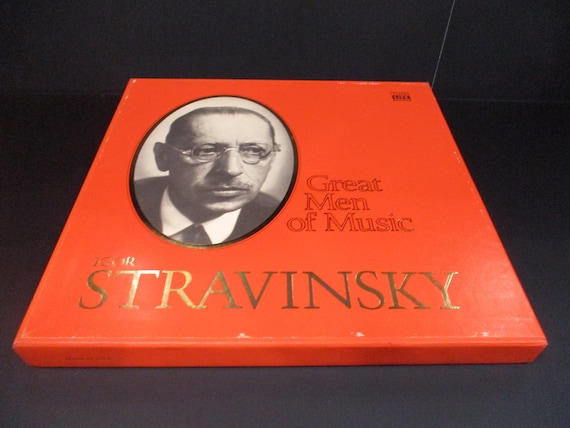 Great
Men
of Music
IGOR
STRAVINSKY